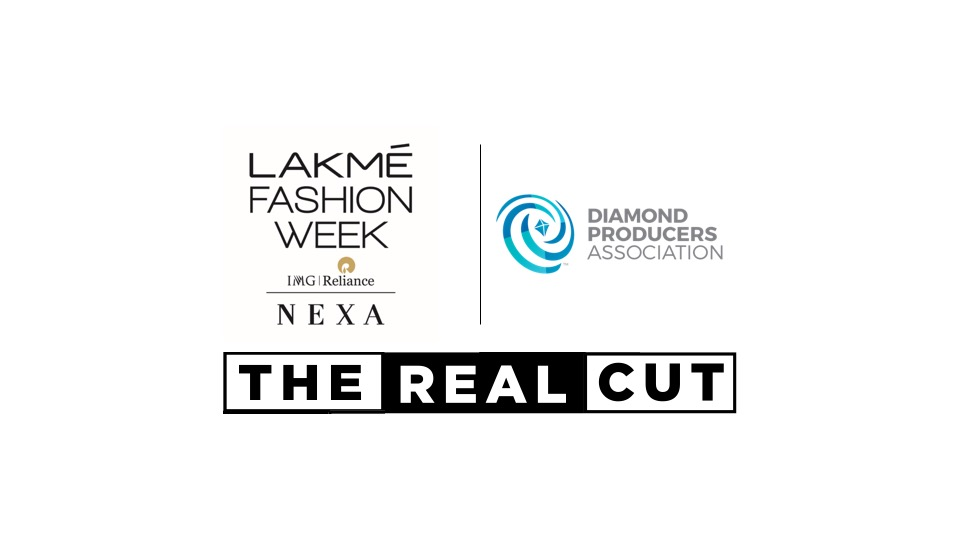 LAKMÉ
FASHION
WEEK
IMG | Reliance
NEXA
DIAMOND
PRODUCERS
ASSOCIATION
THE REAL CUT